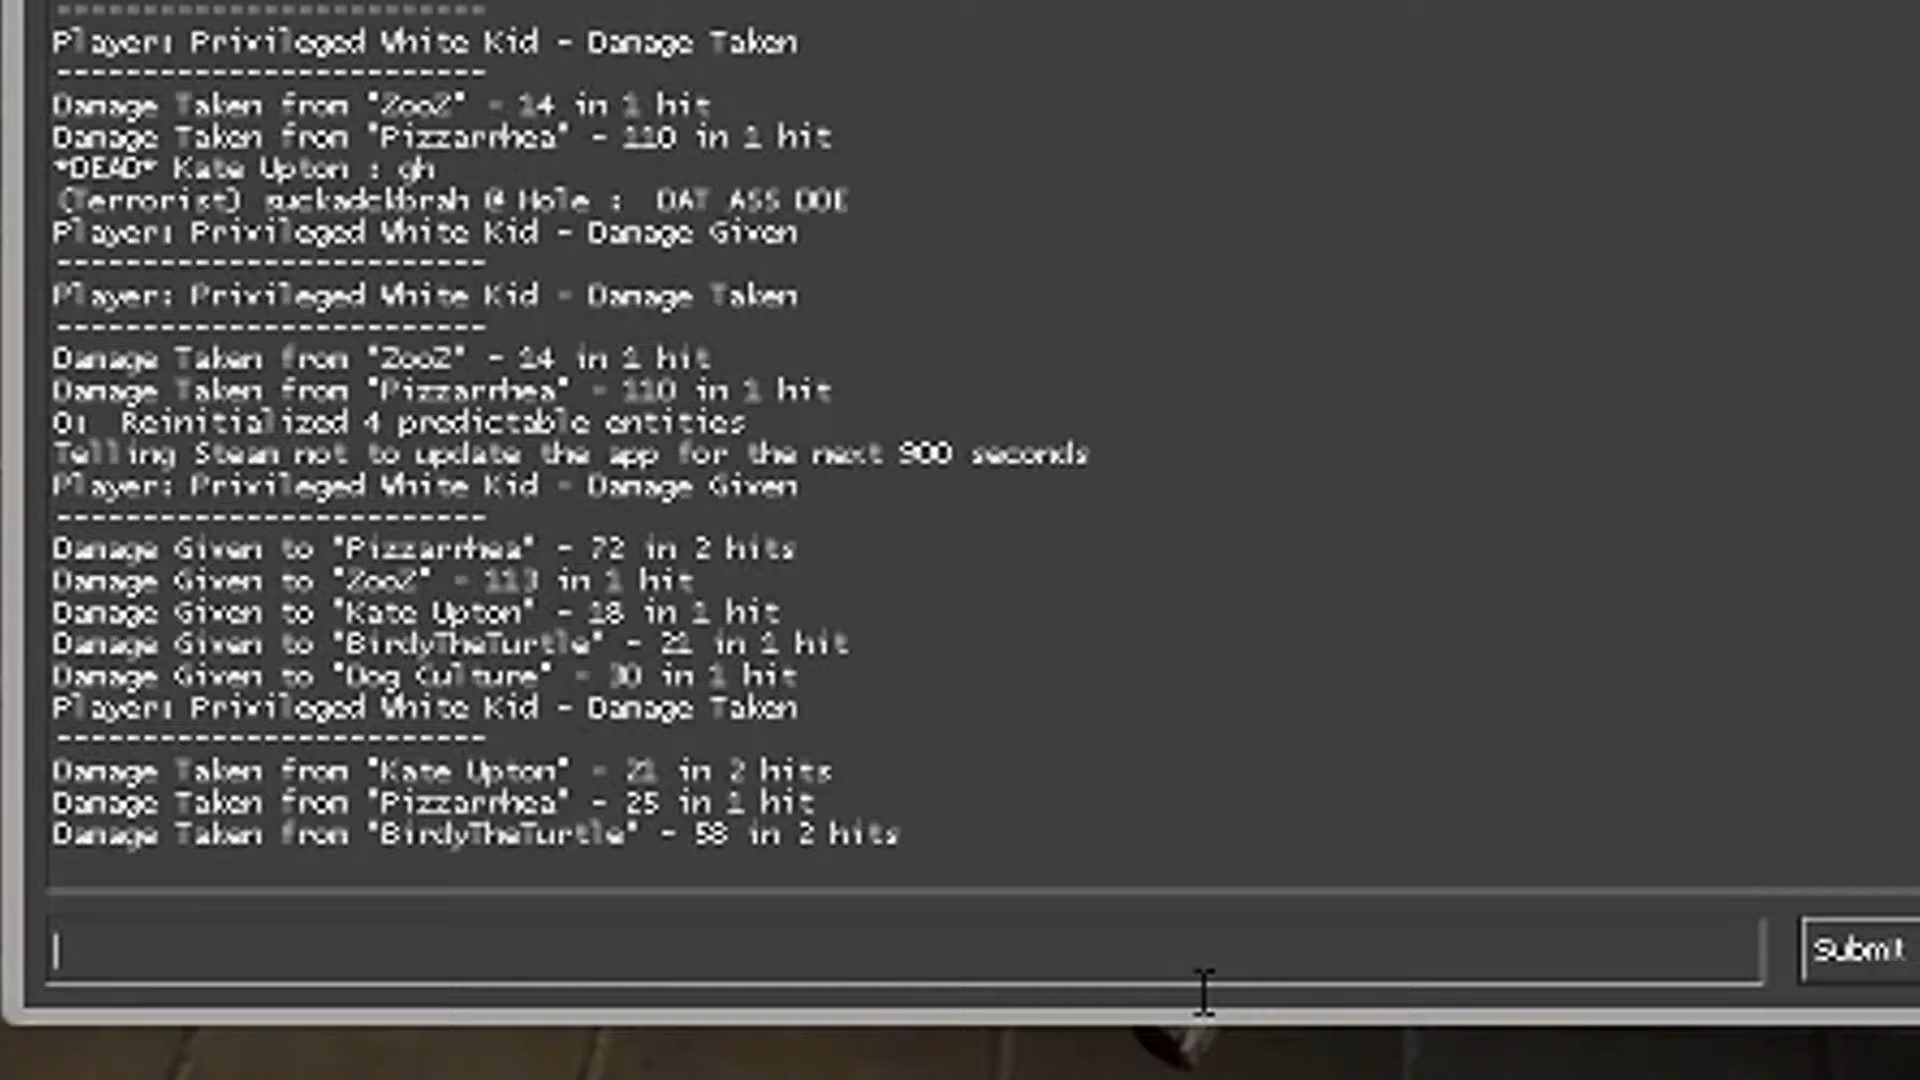 -------------------------
Player: Privileged White Kid - Damage Taken
-------------------------
Damage Taken from "ZooZ" - 14 in 1 hit
Damage Taken from "Pizzarrhea" - 110 in 1 hit
*DEAD* Kate Upton : gh
(Terrorist) suckadckbrah @ Hole :  DAT ASS DOE
Player: Privileged White Kid - Damage Given
-------------------------
Player: Privileged White Kid - Damage Taken
-------------------------
Damage Taken from "ZooZ" - 14 in 1 hit
Damage Taken from "Pizzarrhea" - 110 in 1 hit
0:  Reinitialized 4 predictable entities
Telling Steam not to update the app for the next 900 seconds
Player: Privileged White Kid - Damage Given
-------------------------
Damage Given to "Pizzarrhea" - 72 in 2 hits
Damage Given to "ZooZ" - 113 in 1 hit
Damage Given to "Kate Upton" - 18 in 1 hit
Damage Given to "BirdyTheTurtle" - 21 in 1 hit
Damage Given to "Dog Culture" - 30 in 1 hit
Player: Privileged White Kid - Damage Taken
-------------------------
Damage Taken from "Kate Upton" - 21 in 2 hits
Damage Taken from "Pizzarrhea" - 25 in 1 hit
Damage Taken from "BirdyTheTurtle" - 58 in 2 hits
Submit